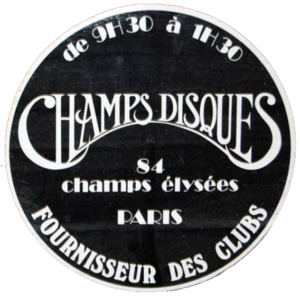 de 9H30 à 1H30
CHAMPS DISQUES
84
champs élysées
PARIS
FOURNISSEUR DES CLUBS